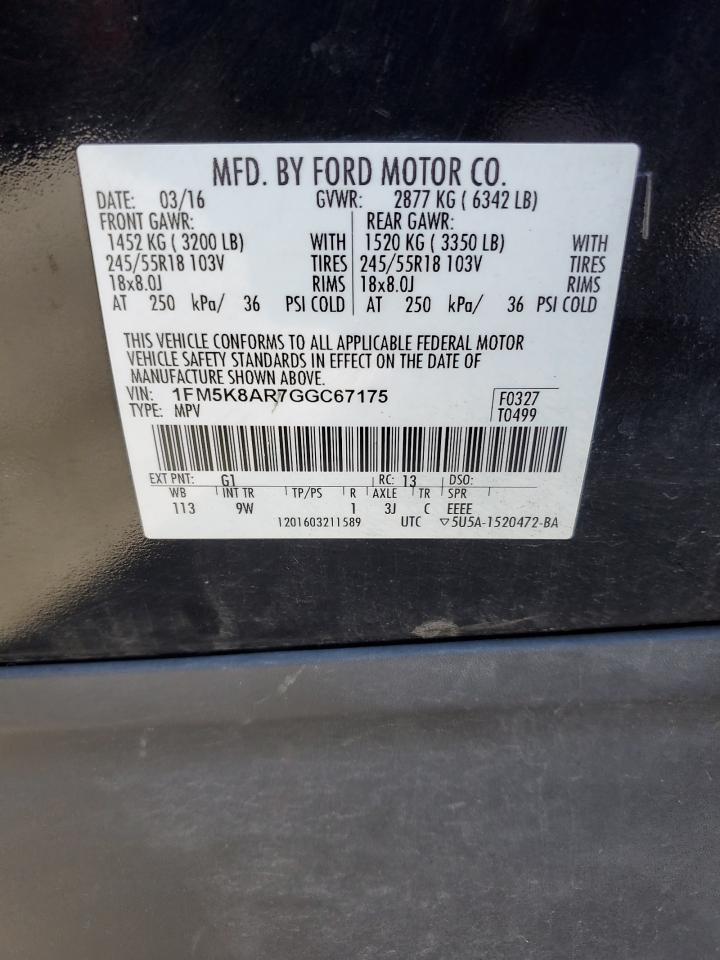 MFD. BY FORD MOTOR CO.
DATE: 03/16 GVWR: 2877 KG ( 6342 LB)
FRONT GAWR: REAR GAWR:
1452 KG ( 3200 LB) WITH 1520 KG ( 3350 LB) WITH
245/55R18 103V TIRES 245/55R18 103V TIRES
18x8.0J RIMS 18x8.0J RIMS
AT 250 kPa/ 36 PSI COLD AT 250 kPa/ 36 PSI COLD
THIS VEHICLE CONFORMS TO ALL APPLICABLE FEDERAL MOTOR
VEHICLE SAFETY STANDARDS IN EFFECT ON THE DATE OF
MANUFACTURE SHOWN ABOVE.
VIN: 1FM5K8AR7GGC67175 F0327
TYPE: MPV T0499
EXT PNT: G1 RC: 13 DSO:
WB INT TR TP/PS R AXLE TR SPR
113 9W 1 3J C EEEE
1201603211589 UTC ▽5U5A-1520472-BA